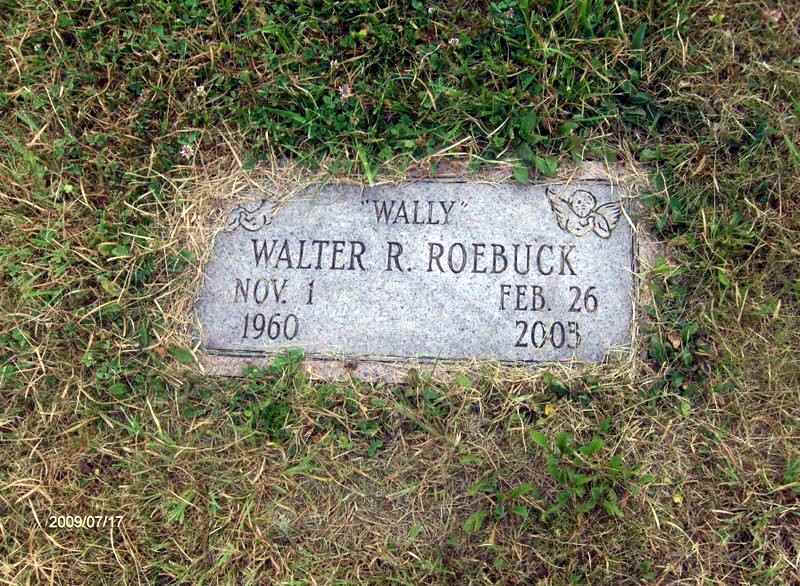 "WALLY"
WALTER R. ROEBUCK
NOV. 1 FEB. 26
1960 2003
2009/07/17